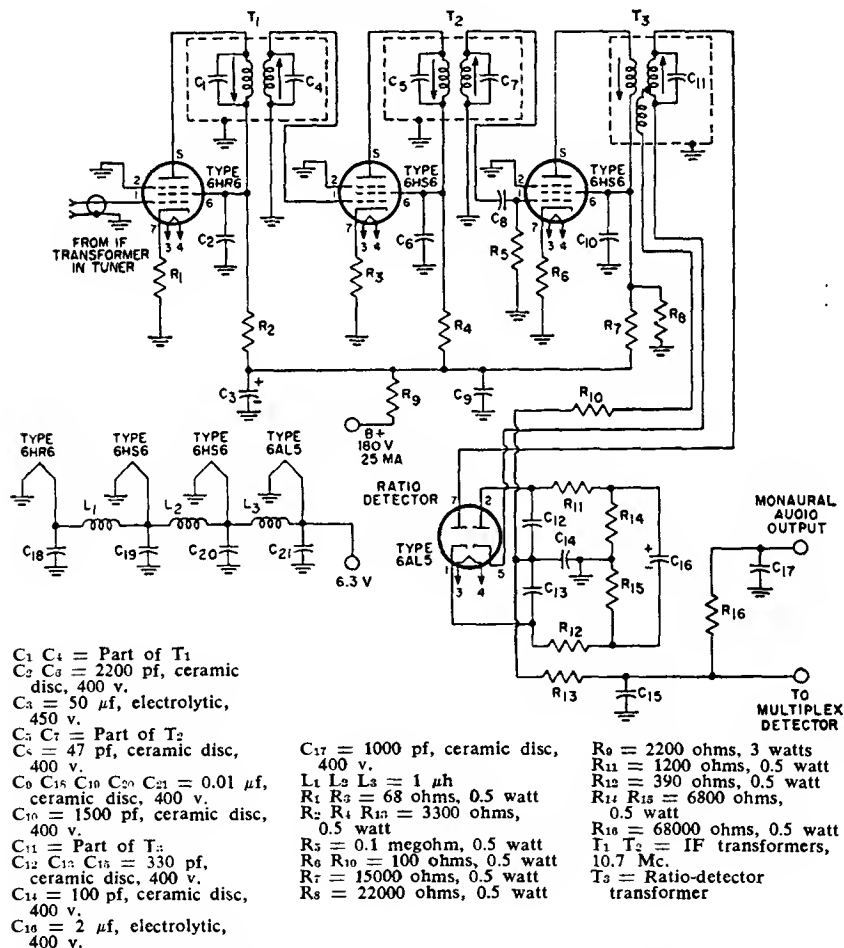 T1
T2
T3
C1
C4
C5
C7
C11
5
5
5
TYPE
6HR6
TYPE
6HS6
TYPE
6HS6
2
1
6
2
1
6
2
1
6
C8
7
3 4
C2
7
3 4
C6
R5
7
3 4
C10
FROM IF
TRANSFORMER
IN TUNER
R1
R3
R6
R2
R4
R7
R8
C3
+
-
R9
C9
R10
B+
180 V
25 MA
TYPE
6HR6
TYPE
6HS6
TYPE
6HS6
TYPE
6AL5
L1
L2
L3
C18
C19
C20
C21
6.3 V
RATIO
DETECTOR
7
2
TYPE
6AL5
1
3
4
5
R11
C12
R14
C14
C16
+
-
C13
R15
R12
MONAURAL
AUDIO
OUTPUT
C17
R16
R13
C15
TO
MULTIPLEX
DETECTOR
C1 C4 = Part of T1
C2 C6 = 2200 pf, ceramic
disc, 400 v.
C3 = 50 μf, electrolytic,
450 v.
C5 C7 = Part of T2
C8 = 47 pf, ceramic disc,
400 v.
C9 C18 C19 C20 C21 = 0.01 μf,
ceramic disc, 400 v.
C10 = 1500 pf, ceramic disc,
400 v.
C11 = Part of T3
C12 C13 C15 = 330 pf,
ceramic disc, 400 v.
C14 = 100 pf, ceramic disc,
400 v.
C16 = 2 μf, electrolytic,
400 v.
C17 = 1000 pf, ceramic disc,
400 v.
L1 L2 L3 = 1 μh
R1 R3 = 68 ohms, 0.5 watt
R2 R4 R13 = 3300 ohms,
0.5 watt
R5 = 0.1 megohm, 0.5 watt
R6 R10 = 100 ohms, 0.5 watt
R7 = 15000 ohms, 0.5 watt
R8 = 22000 ohms, 0.5 watt
R9 = 2200 ohms, 3 watts
R11 = 1200 ohms, 0.5 watt
R12 = 390 ohms, 0.5 watt
R14 R15 = 6800 ohms,
0.5 watt
R16 = 68000 ohms, 0.5 watt
T1 T2 = IF transformers,
10.7 Mc.
T3 = Ratio-detector
transformer